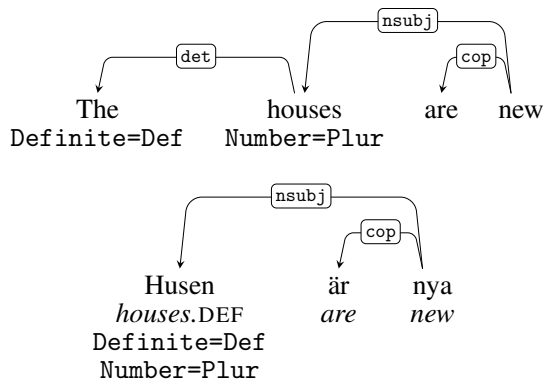 nsubj
det cop
The houses are new
Definite=Def Number=Plur
nsubj
cop
Husen är nya
houses.DEF are new
Definite=Def
Number=Plur